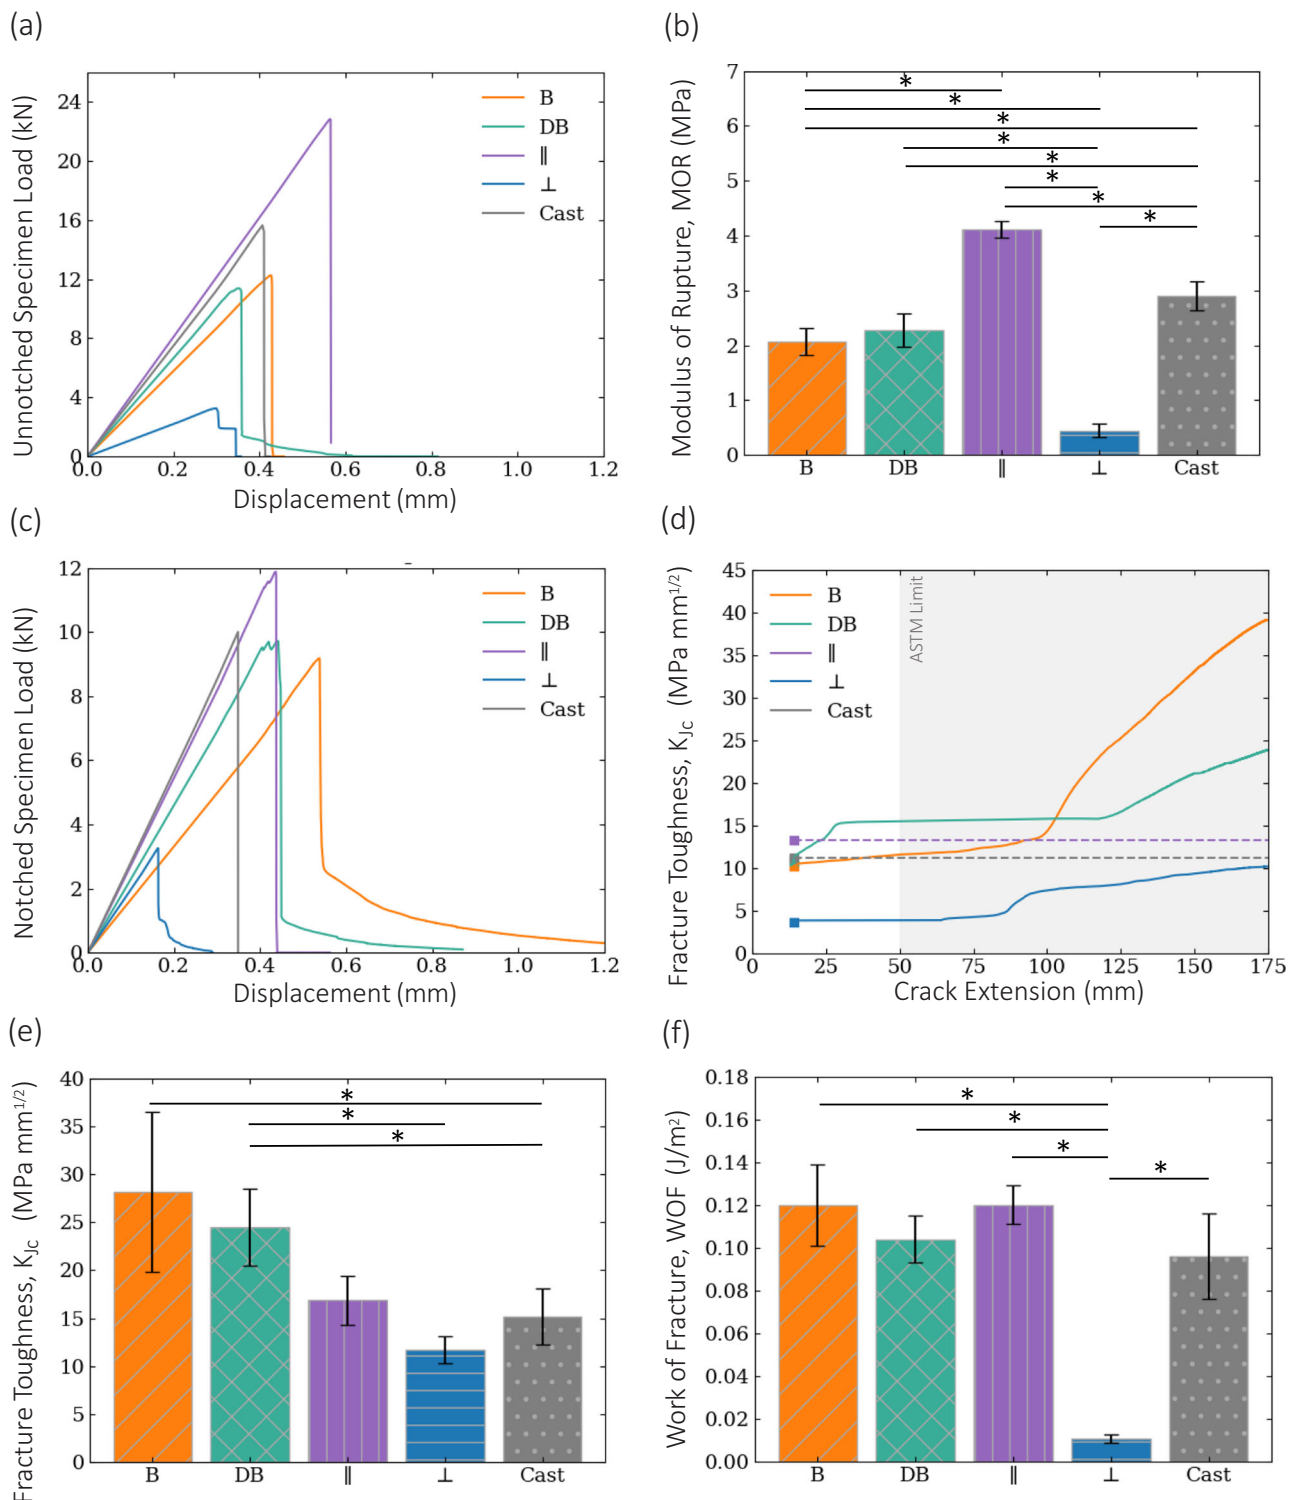 (a)
Unnotched Specimen Load (kN)
24
20
16
12
8
4
0
B
DB
∥
⊥
Cast
0.0 0.2 0.4 0.6 0.8 1.0 1.2
Displacement (mm)
(b)
Modulus of Rupture, MOR (MPa)
7
6
5
4
3
2
1
0
*
*
*
*
*
*
*
*
B DB ∥ ⊥ Cast
(c)
Notched Specimen Load (kN)
12
10
8
6
4
2
0
B
DB
∥
⊥
Cast
0.0 0.2 0.4 0.6 0.8 1.0 1.2
Displacement (mm)
(d)
Fracture Toughness, K_Jc (MPa mm^1/2)
45
40
35
30
25
20
15
10
5
0
B
DB
∥
⊥
Cast
ASTM Limit
0 25 50 75 100 125 150 175
Crack Extension (mm)
(e)
Fracture Toughness, K_Jc (MPa mm^1/2)
40
35
30
25
20
15
10
5
0
*
*
*
B DB ∥ ⊥ Cast
(f)
Work of Fracture, WOF (J/m²)
0.18
0.16
0.14
0.12
0.10
0.08
0.06
0.04
0.02
0.00
*
*
*
*
B DB ∥ ⊥ Cast